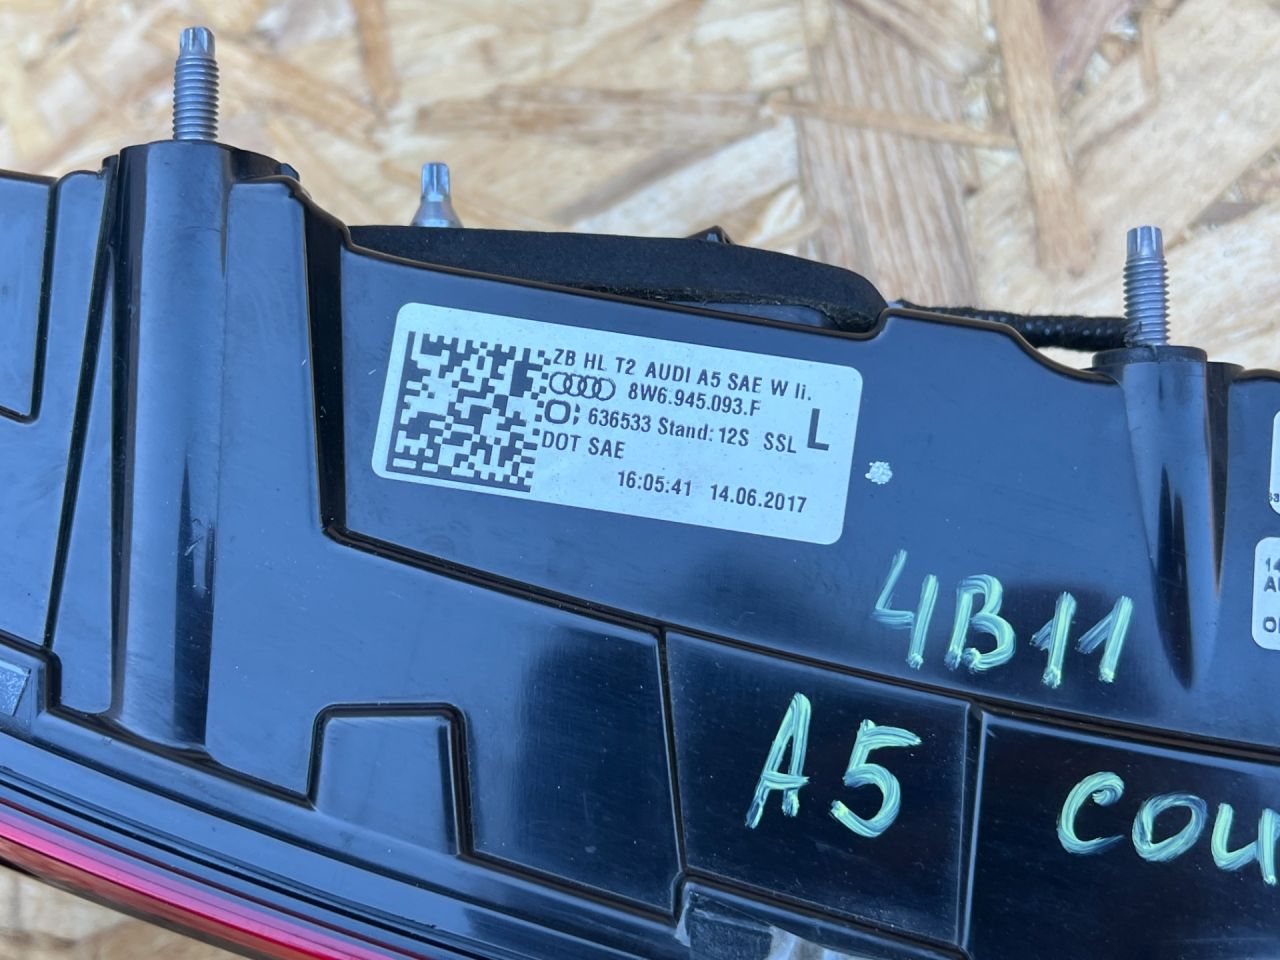 ZB HL T2 AUDI A5 SAE W li.
8W6.945.093.F
636533 Stand: 12S SSL L
DOT SAE
16:05:41 14.06.2017
4B11
A5 cou
14